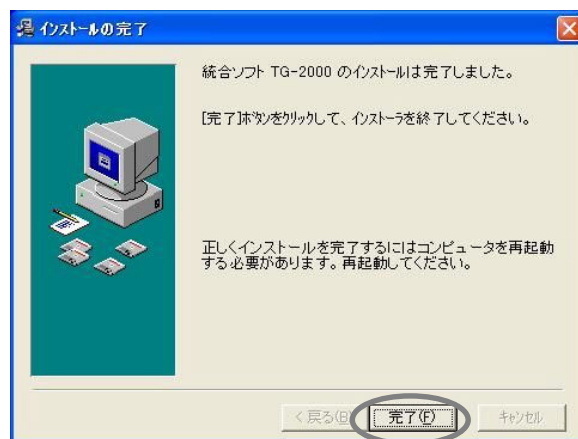 インストールの完了
統合ソフト TG-2000 のインストールは完了しました。
[完了]ボタンをクリックして、インストーラを終了してください。
正しくインストールを完了するにはコンピュータを再起動
する必要があります。再起動してください。
< 戻る(B) 完了(F) キャンセル